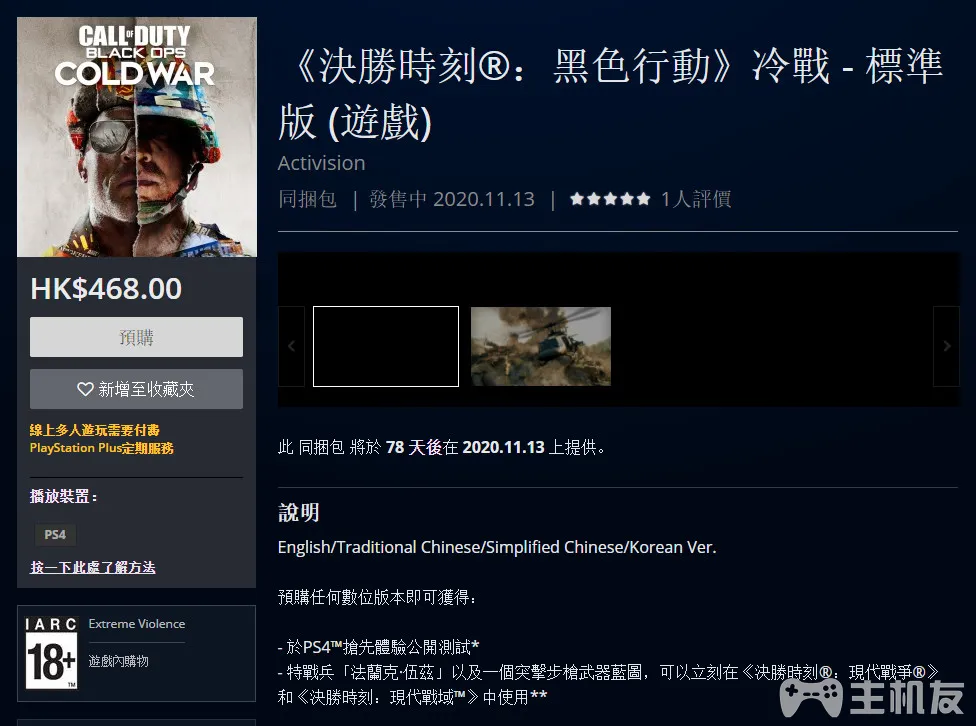 CALL OF DUTY
BLACK OPS
COLD WAR
《決勝時刻®：黑色行動》冷戰 - 標準
版 (遊戲)
Activision
同捆包 | 發售中 2020.11.13 | ★★★★★ 1人評價
HK$468.00
預購
♡ 新增至收藏夾
線上多人遊玩需要付費
PlayStation Plus定期服務
播放裝置：
PS4
按一下此處了解方法
IARC
18+
TM
Extreme Violence
遊戲內購物
此 同捆包 將於 78 天後在 2020.11.13 上提供。
說明
English/Traditional Chinese/Simplified Chinese/Korean Ver.
預購任何數位版本即可獲得：
- 於PS4™搶先體驗公開測試*
- 特戰兵「法蘭克·伍茲」以及一個突擊步槍武器藍圖，可以立刻在《決勝時刻®：現代戰爭®》
和《決勝時刻：現代戰域™》中使用**
主机友